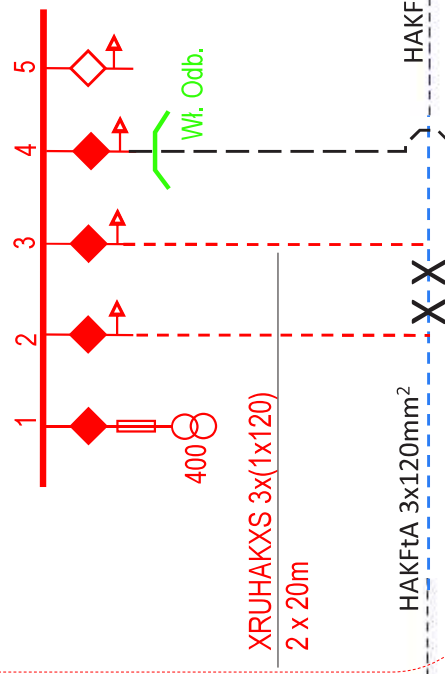 5
4
3
2
1
Wł. Odb.
400
XRUHAKXS 3x(1x120)
2 x 20m
HAKFtA 3x120mm²
HAKF
X X